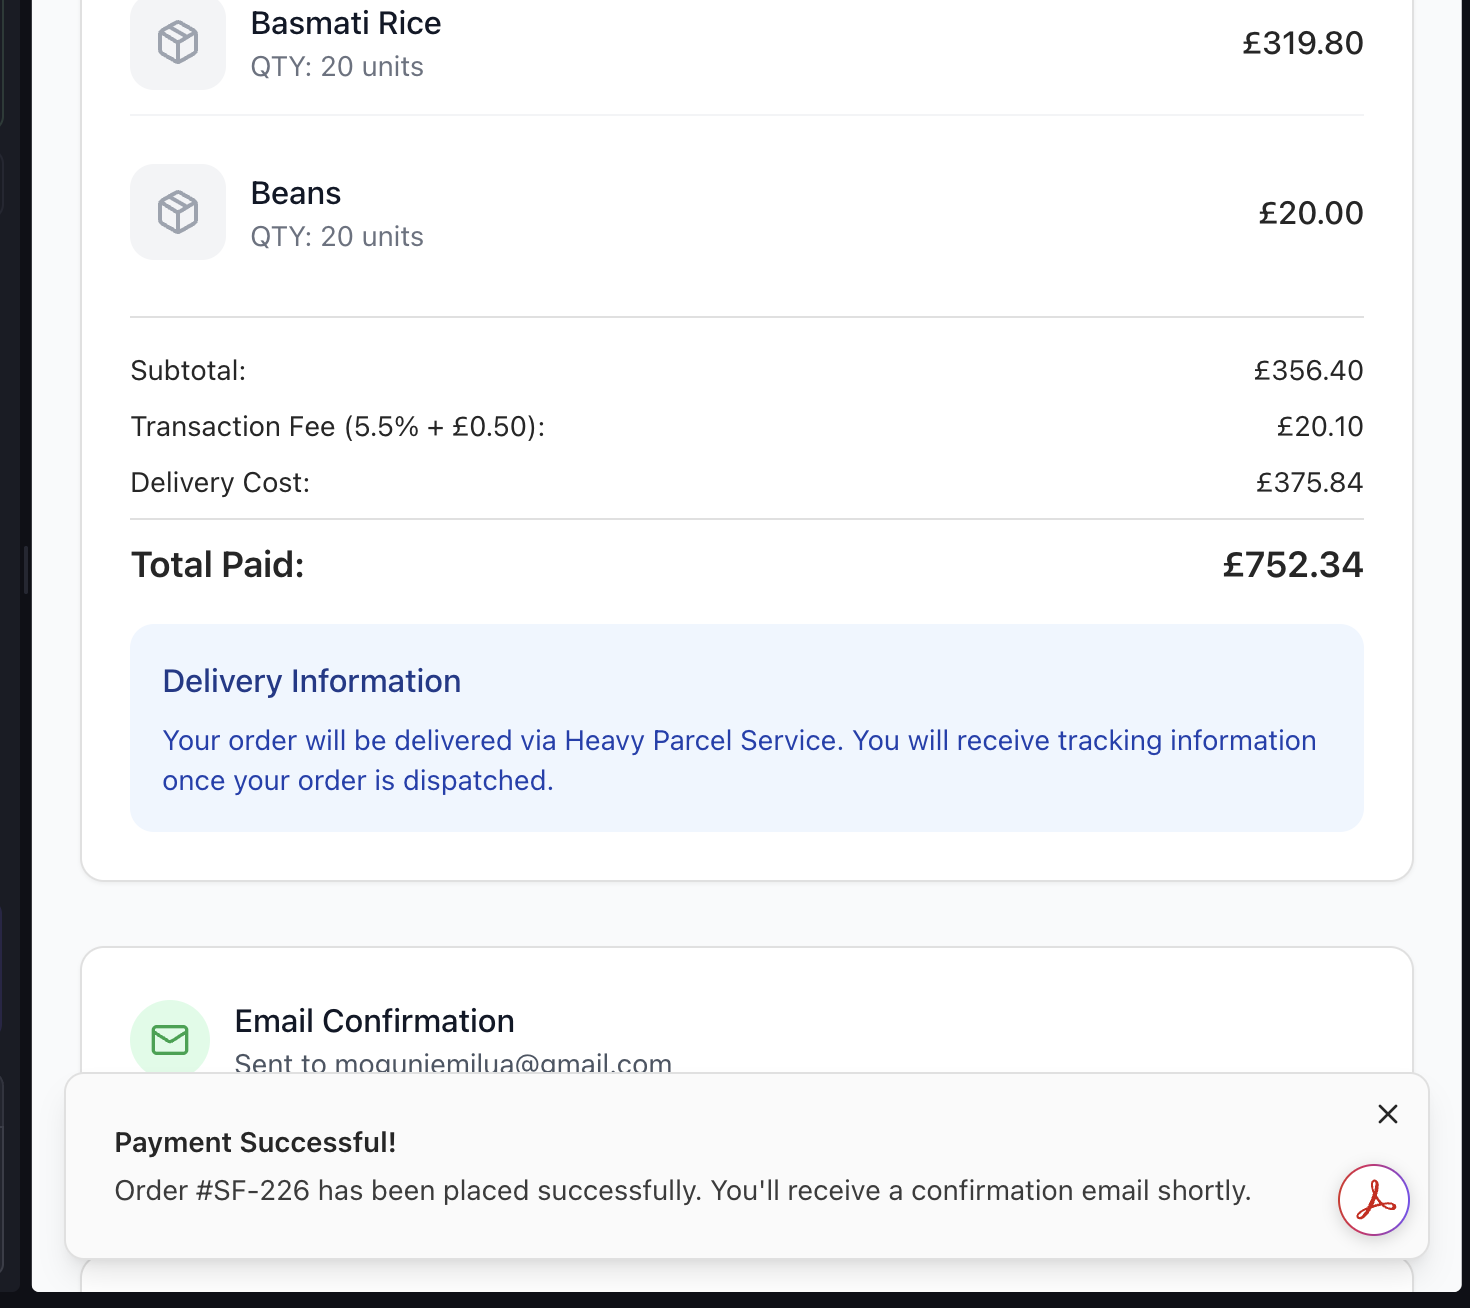 Basmati Rice
QTY: 20 units
£319.80
Beans
QTY: 20 units
£20.00
Subtotal:
£356.40
Transaction Fee (5.5% + £0.50):
£20.10
Delivery Cost:
£375.84
Total Paid:
£752.34
Delivery Information
Your order will be delivered via Heavy Parcel Service. You will receive tracking information
once your order is dispatched.
Email Confirmation
Sent to moguniemilua@gmail.com
Payment Successful!
Order #SF-226 has been placed successfully. You'll receive a confirmation email shortly.